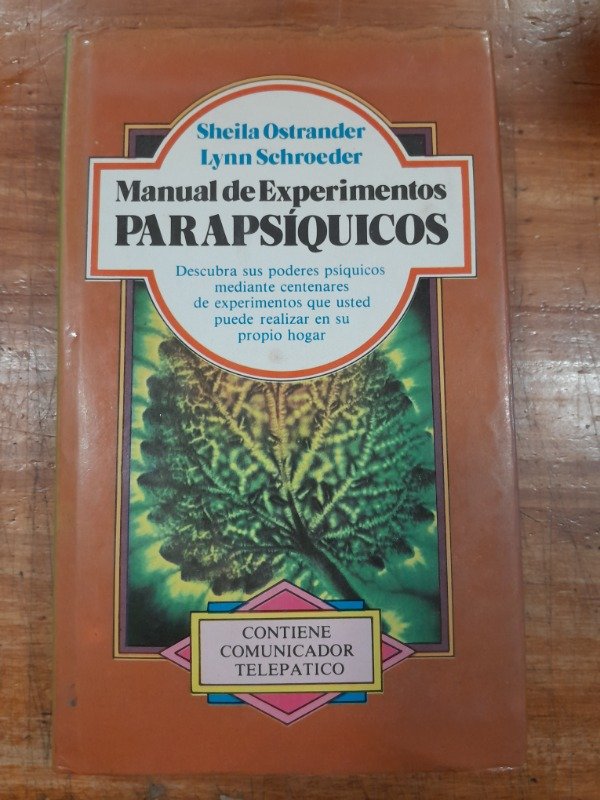 Sheila Ostrander
Lynn Schroeder
Manual de Experimentos
PARAPSÍQUICOS
Descubra sus poderes psíquicos
mediante centenares
de experimentos que usted
puede realizar en su
propio hogar
CONTIENE
COMUNICADOR
TELEPATICO